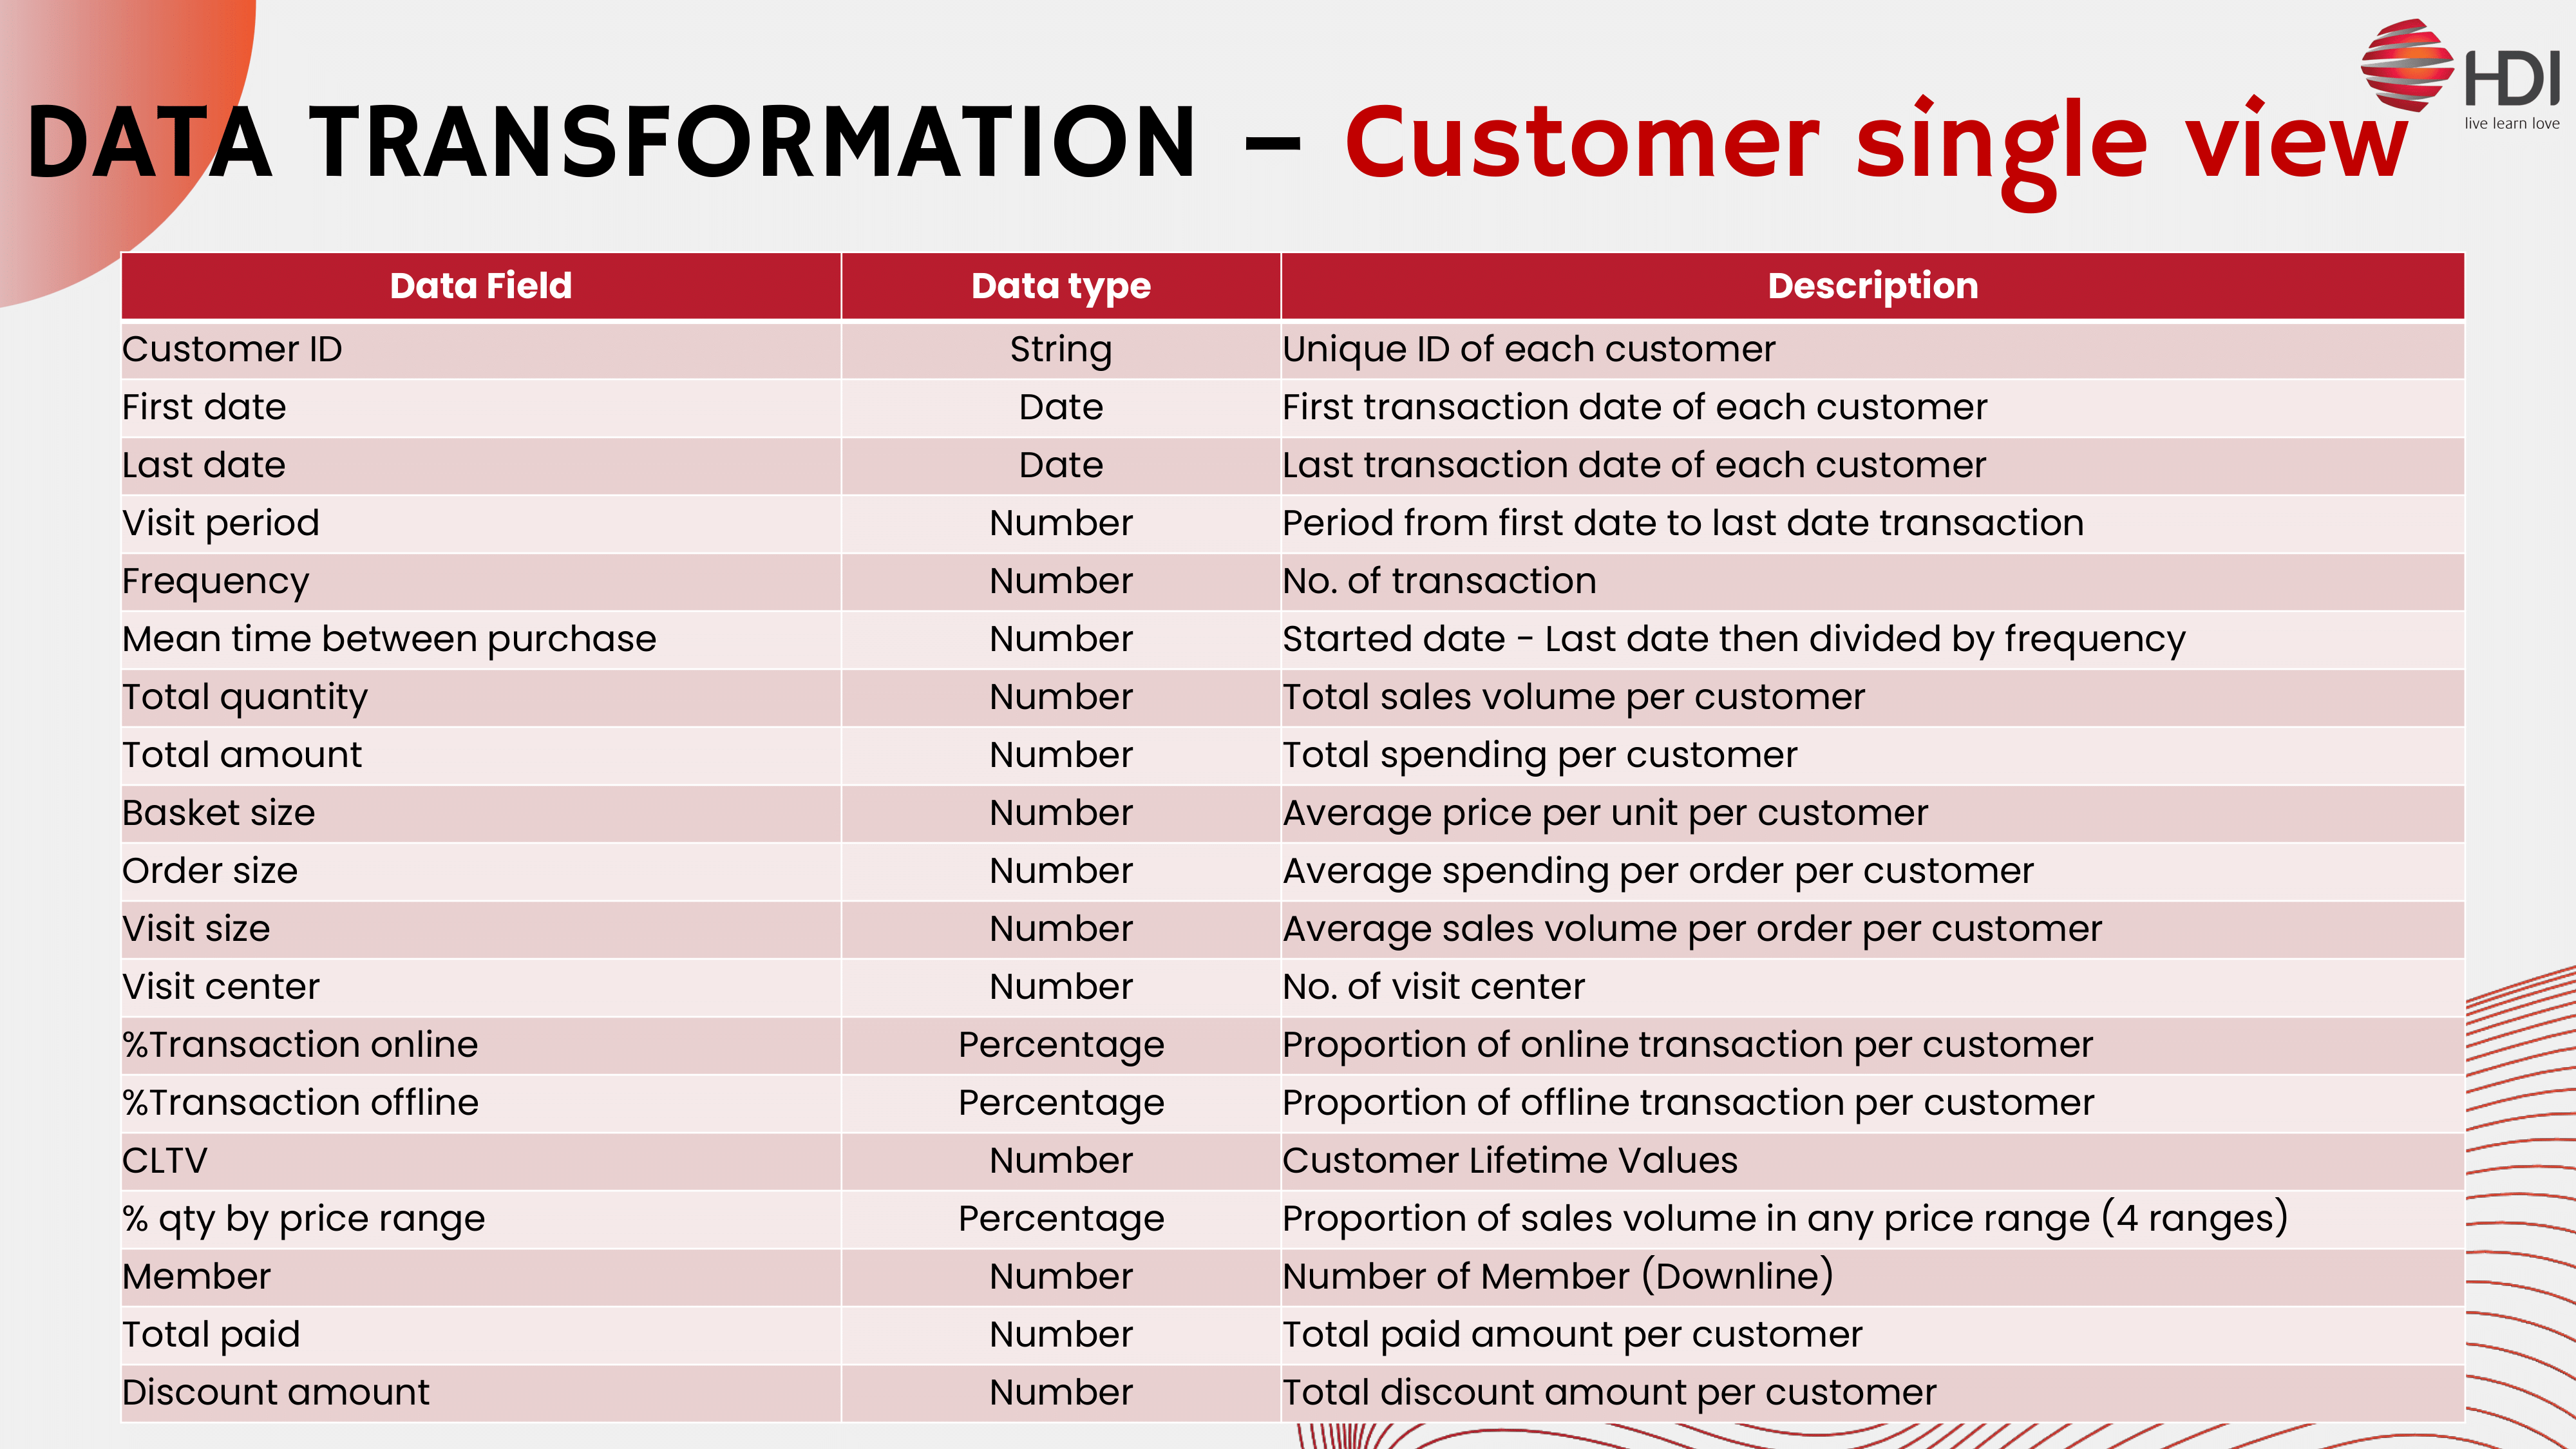 DATA TRANSFORMATION – Customer single view
HDI
live learn love
Data Field Data type Description
Customer ID String Unique ID of each customer
First date Date First transaction date of each customer
Last date Date Last transaction date of each customer
Visit period Number Period from first date to last date transaction
Frequency Number No. of transaction
Mean time between purchase Number Started date - Last date then divided by frequency
Total quantity Number Total sales volume per customer
Total amount Number Total spending per customer
Basket size Number Average price per unit per customer
Order size Number Average spending per order per customer
Visit size Number Average sales volume per order per customer
Visit center Number No. of visit center
%Transaction online Percentage Proportion of online transaction per customer
%Transaction offline Percentage Proportion of offline transaction per customer
CLTV Number Customer Lifetime Values
% qty by price range Percentage Proportion of sales volume in any price range (4 ranges)
Member Number Number of Member (Downline)
Total paid Number Total paid amount per customer
Discount amount Number Total discount amount per customer